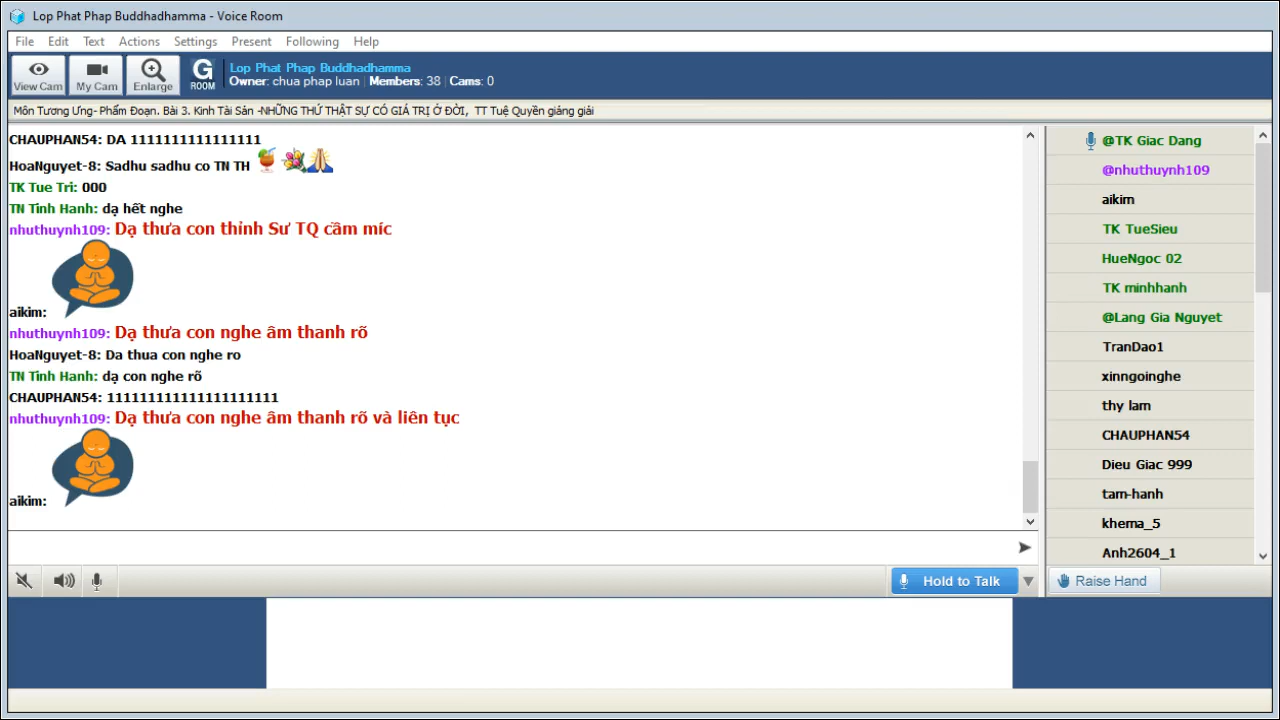 Lop Phat Phap Buddhadhamma - Voice Room
File Edit Text Actions Settings Present Following Help
View Cam My Cam Enlarge G ROOM
Lop Phat Phap Buddhadhamma
Owner: chua phap luan Members: 38 Cams: 0
Môn Tương Ưng- Phẩm Đoạn. Bài 3. Kinh Tài Sản -NHỮNG THỨ THẬT SỰ CÓ GIÁ TRỊ Ở ĐỜI, TT Tuệ Quyền giảng giải
CHAUPHAN54: DA 1111111111111111
HoaNguyet-8: Sadhu sadhu co TN TH
TK Tue Tri: 000
TN Tinh Hanh: dạ hết nghe
nhuthuynh109: Dạ thưa con thỉnh Sư TQ cầm míc
aikim:
nhuthuynh109: Dạ thưa con nghe âm thanh rõ
HoaNguyet-8: Da thua con nghe ro
TN Tinh Hanh: dạ con nghe rõ
CHAUPHAN54: 111111111111111111111
nhuthuynh109: Dạ thưa con nghe âm thanh rõ và liên tục
aikim:
@TK Giac Dang
@nhuthuynh109
aikim
TK TueSieu
HueNgoc 02
TK minhhanh
@Lang Gia Nguyet
TranDao1
xinngoinghe
thy lam
CHAUPHAN54
Dieu Giac 999
tam-hanh
khema_5
Anh2604_1
Hold to Talk
Raise Hand